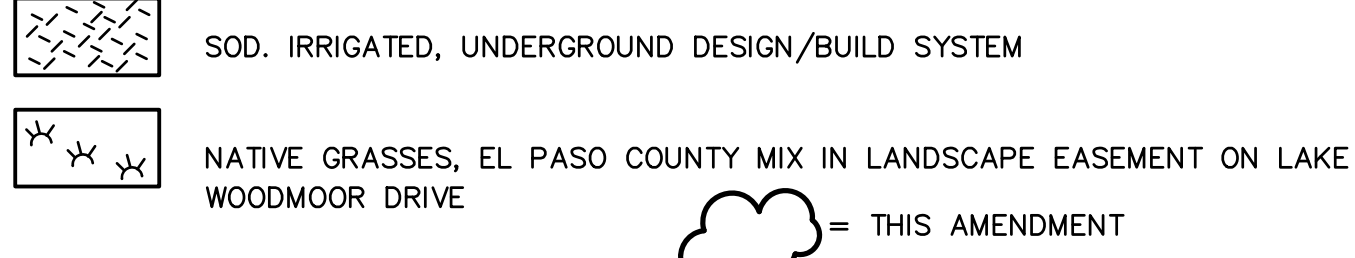 SOD. IRRIGATED, UNDERGROUND DESIGN/BUILD SYSTEM
NATIVE GRASSES, EL PASO COUNTY MIX IN LANDSCAPE EASEMENT ON LAKE
WOODMOOR DRIVE
= THIS AMENDMENT